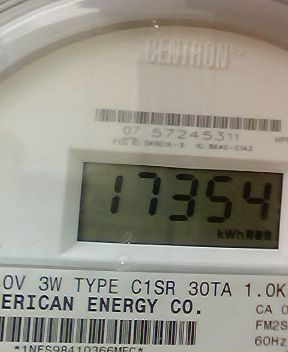 CENTRON
07 57245311
17354
kWh
0V 3W TYPE C1SR 30TA 1.0K
ERICAN ENERGY CO.
CA 0
FM2S
60Hz